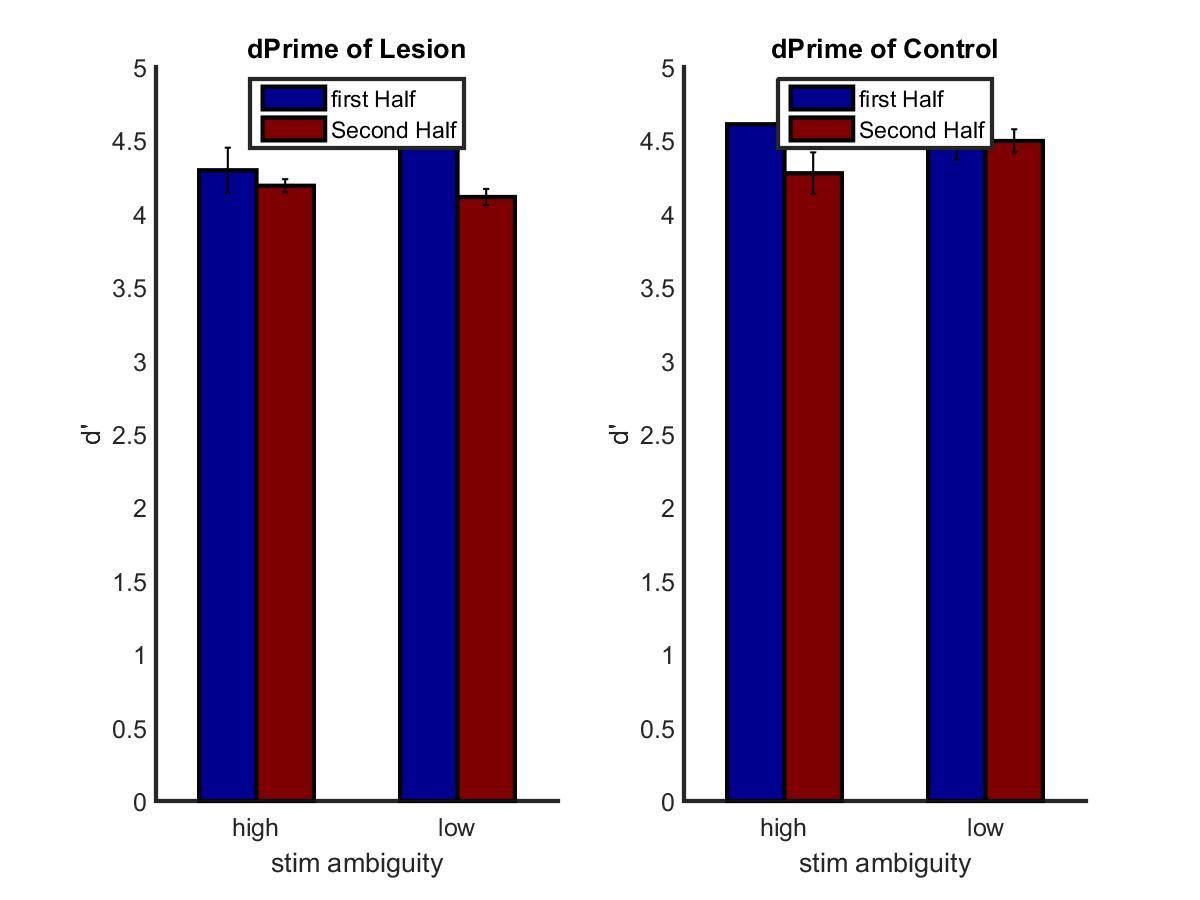 dPrime of Lesion
first Half
Second Half
5
4.5
4
3.5
3
2.5
2
1.5
1
0.5
0
d'
high
low
stim ambiguity
dPrime of Control
first Half
Second Half
5
4.5
4
3.5
3
2.5
2
1.5
1
0.5
0
d'
high
low
stim ambiguity